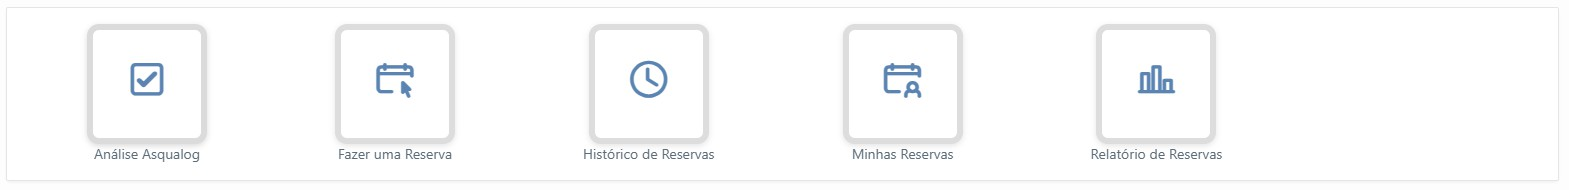 Análise Asqualog
Fazer uma Reserva
Histórico de Reservas
Minhas Reservas
Relatório de Reservas